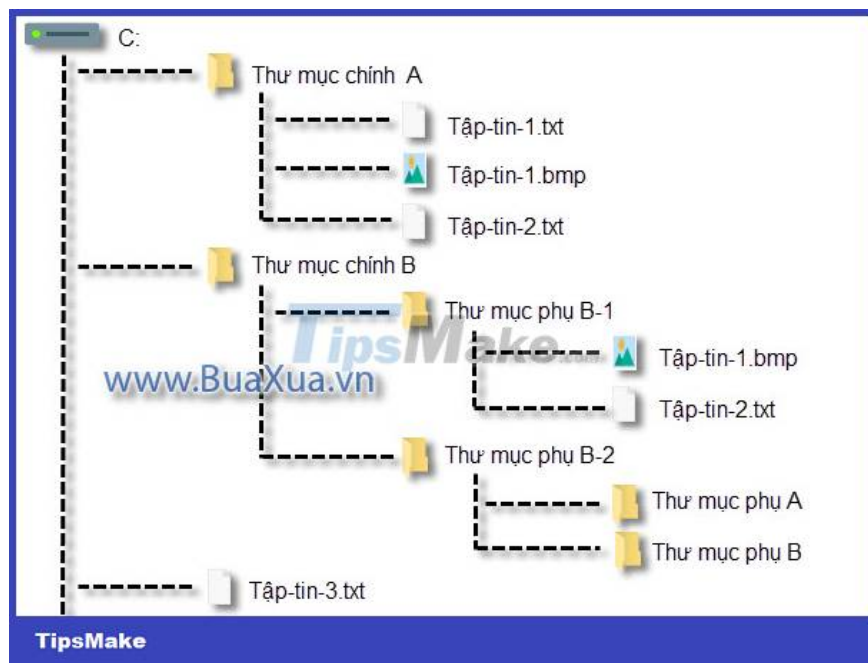 C:
Thư mục chính A
Tập-tin-1.txt
Tập-tin-1.bmp
Tập-tin-2.txt
Thư mục chính B
Thư mục phụ B-1
TipsMake.com
Tập-tin-1.bmp
www.BuaXua.vn
Tập-tin-2.txt
Thư mục phụ B-2
Thư mục phụ A
Thư mục phụ B
Tập-tin-3.txt
TipsMake